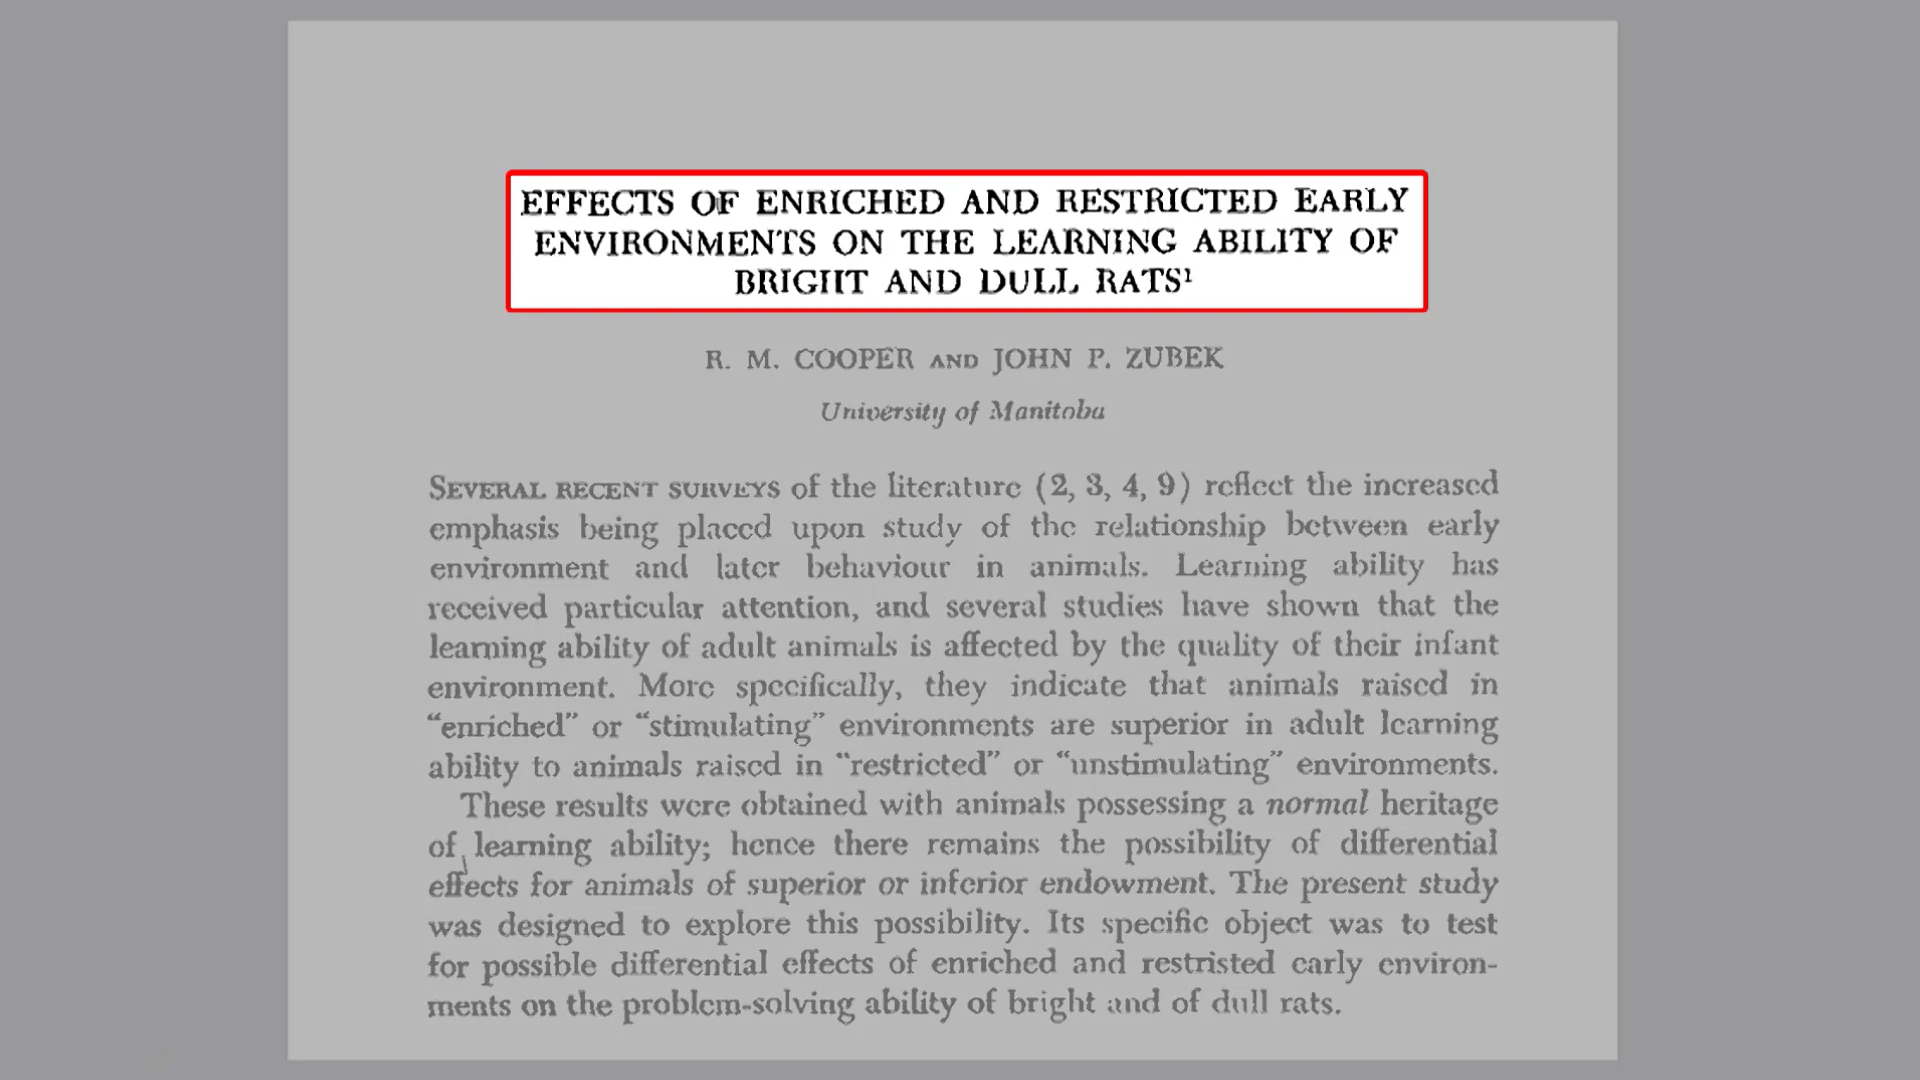 EFFECTS OF ENRICHED AND RESTRICTED EARLY
ENVIRONMENTS ON THE LEARNING ABILITY OF
BRIGHT AND DULL RATS¹
R. M. COOPER AND JOHN P. ZUBEK
University of Manitoba
SEVERAL RECENT SURVEYS of the literature (2, 3, 4, 9) reflect the increased
emphasis being placed upon study of the relationship between early
environment and later behaviour in animals. Learning ability has
received particular attention, and several studies have shown that the
learning ability of adult animals is affected by the quality of their infant
environment. More specifically, they indicate that animals raised in
“enriched” or “stimulating” environments are superior in adult learning
ability to animals raised in “restricted” or “unstimulating” environments.
These results were obtained with animals possessing a normal heritage
of learning ability; hence there remains the possibility of differential
effects for animals of superior or inferior endowment. The present study
was designed to explore this possibility. Its specific object was to test
for possible differential effects of enriched and restristed early environ-
ments on the problem-solving ability of bright and of dull rats.